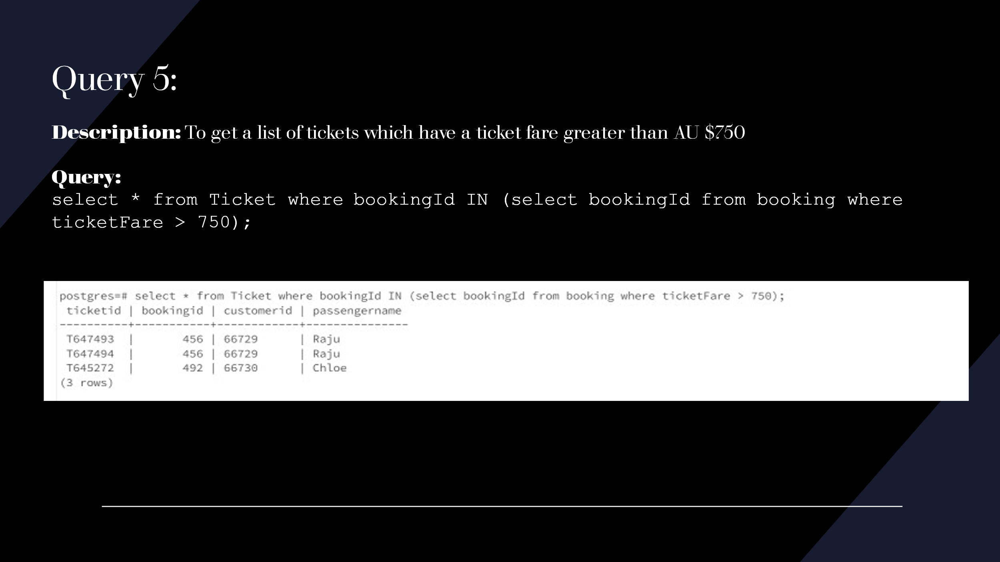 Query 5:
Description: To get a list of tickets which have a ticket fare greater than AU $750
Query:
select * from Ticket where bookingId IN (select bookingId from booking where
ticketFare > 750);
postgres=# select * from Ticket where bookingId IN (select bookingId from booking where ticketFare > 750);
 ticketid | bookingid | customerid | passengername
----------+-----------+------------+---------------
 T647493  |       456 | 66729      | Raju
 T647494  |       456 | 66729      | Raju
 T645272  |       492 | 66730      | Chloe
(3 rows)